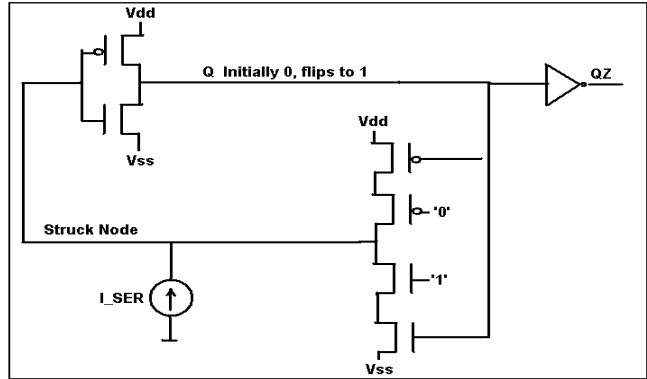 Vdd
Q Initially 0, flips to 1
QZ
Vss
Vdd
'0'
Struck Node
'1'
I_SER
Vss